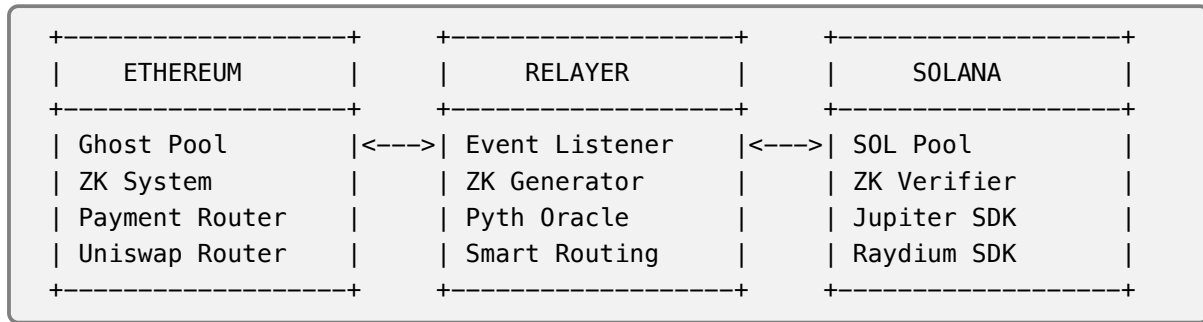 +-------------------+     +-------------------+     +-------------------+
|     ETHEREUM      |     |      RELAYER      |     |      SOLANA       |
+-------------------+     +-------------------+     +-------------------+
| Ghost Pool        |<--->| Event Listener    |<--->| SOL Pool          |
| ZK System         |     | ZK Generator      |     | ZK Verifier       |
| Payment Router    |     | Pyth Oracle       |     | Jupiter SDK       |
| Uniswap Router    |     | Smart Routing     |     | Raydium SDK       |
+-------------------+     +-------------------+     +-------------------+